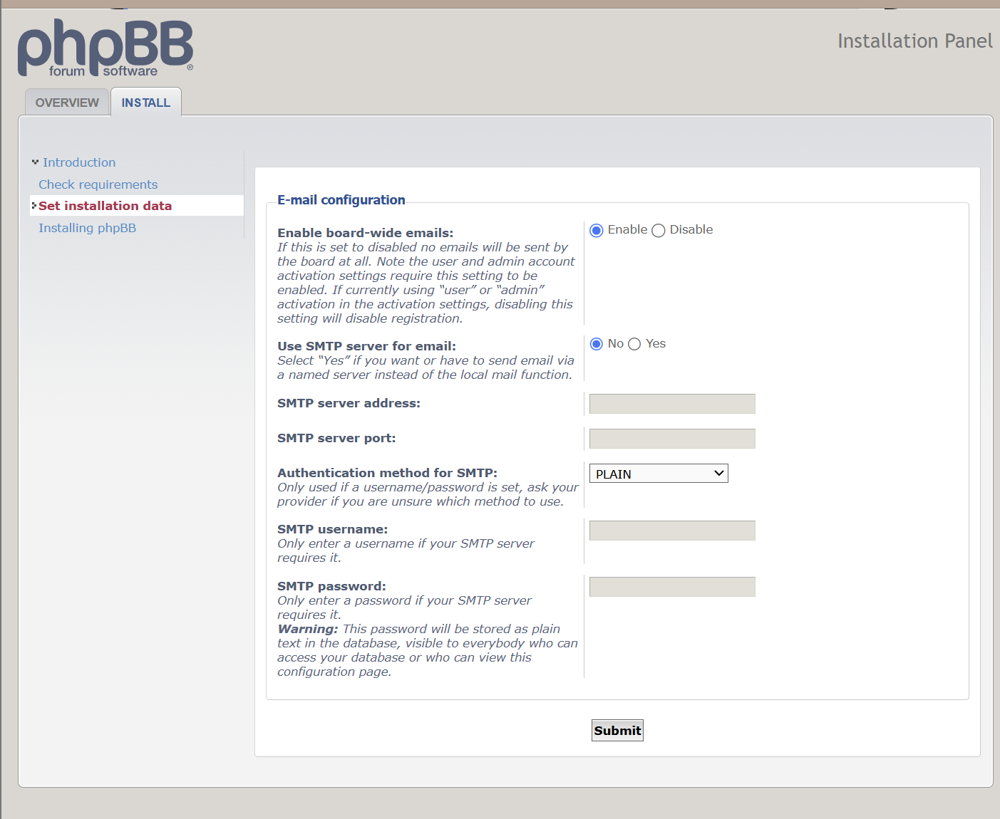 phpBB
forum software ®
Installation Panel
OVERVIEW
INSTALL
Introduction
Check requirements
Set installation data
Installing phpBB
E-mail configuration
Enable board-wide emails:
If this is set to disabled no emails will be sent by
the board at all. Note the user and admin account
activation settings require this setting to be
enabled. If currently using “user” or “admin”
activation in the activation settings, disabling this
setting will disable registration.
Enable Disable
Use SMTP server for email:
Select “Yes” if you want or have to send email via
a named server instead of the local mail function.
No Yes
SMTP server address:
SMTP server port:
Authentication method for SMTP:
Only used if a username/password is set, ask your
provider if you are unsure which method to use.
PLAIN
SMTP username:
Only enter a username if your SMTP server
requires it.
SMTP password:
Only enter a password if your SMTP server
requires it.
Warning: This password will be stored as plain
text in the database, visible to everybody who can
access your database or who can view this
configuration page.
Submit